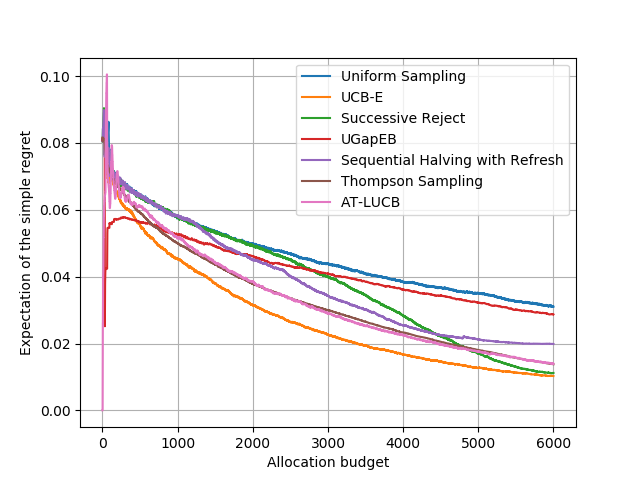 Expectation of the simple regret
0.10
0.08
0.06
0.04
0.02
0.00
Uniform Sampling
UCB-E
Successive Reject
UGapEB
Sequential Halving with Refresh
Thompson Sampling
AT-LUCB
0 1000 2000 3000 4000 5000 6000
Allocation budget